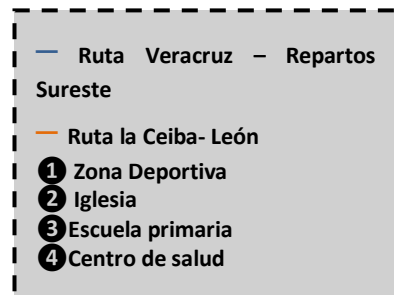 Ruta Veracruz – Repartos
Sureste
Ruta la Ceiba- León
❶ Zona Deportiva
❷ Iglesia
❸Escuela primaria
❹Centro de salud